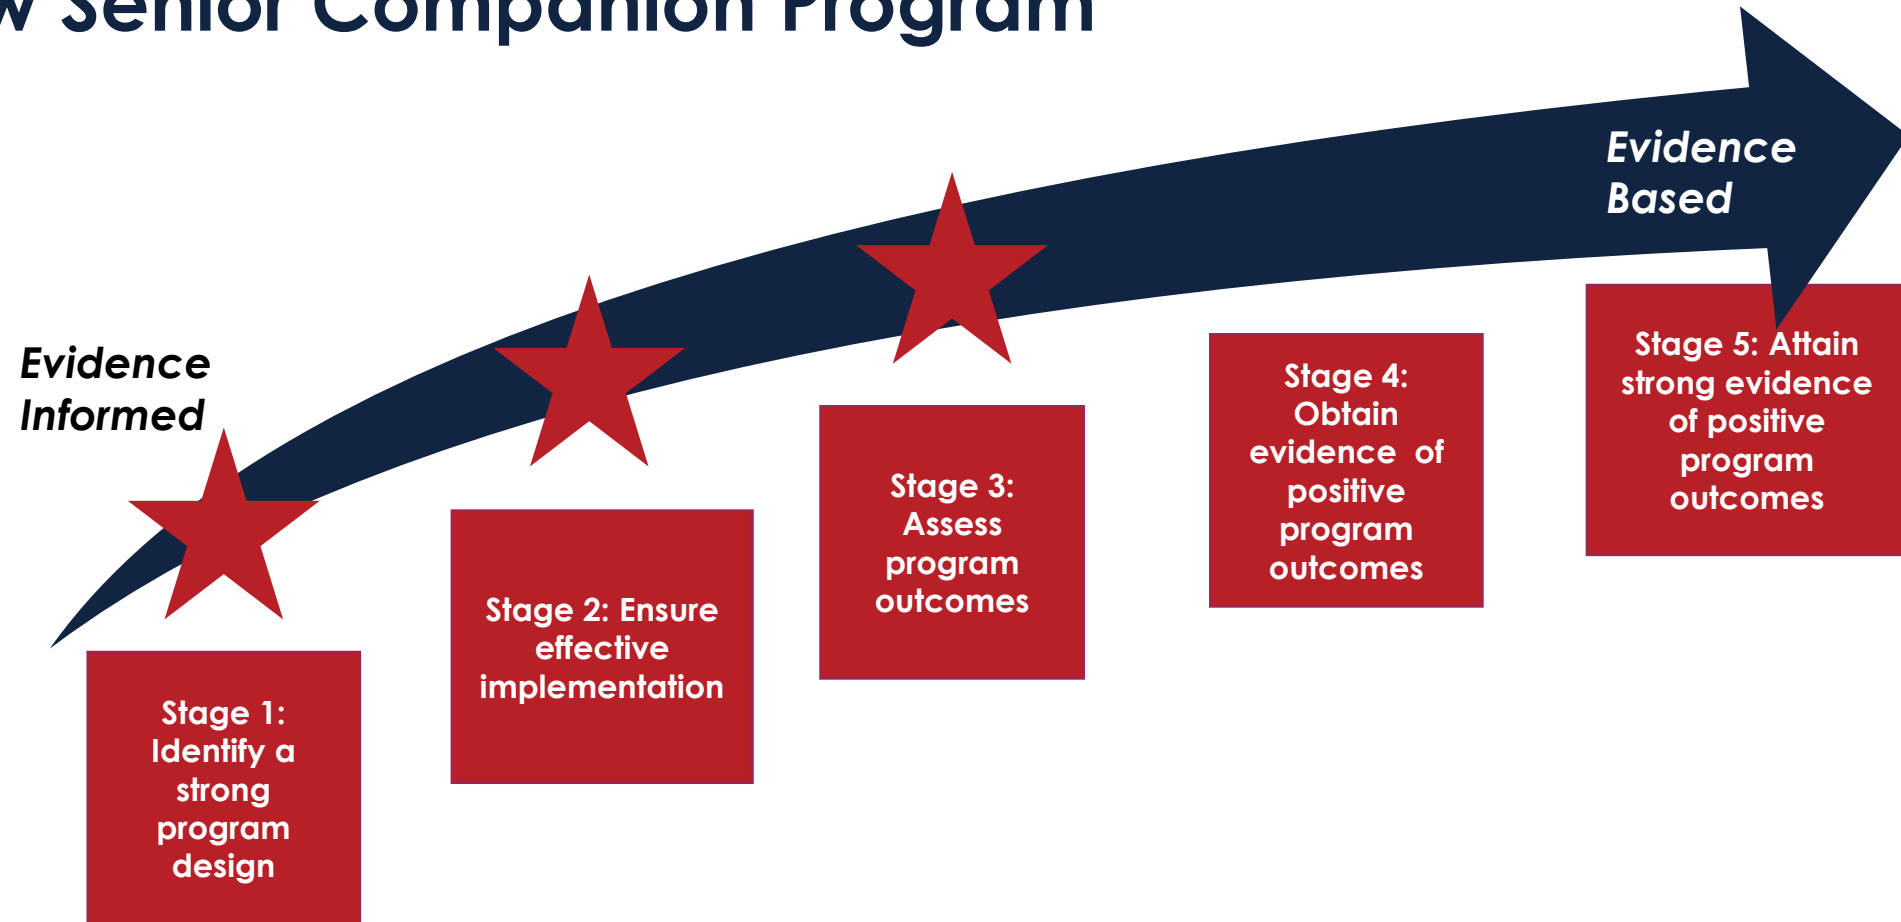 w Senior Companion Program
Evidence
Based
Evidence
Informed
Stage 1:
Identify a
strong
program
design
Stage 2: Ensure
effective
implementation
Stage 3:
Assess
program
outcomes
Stage 4:
Obtain
evidence of
positive
program
outcomes
Stage 5: Attain
strong evidence
of positive
program
outcomes